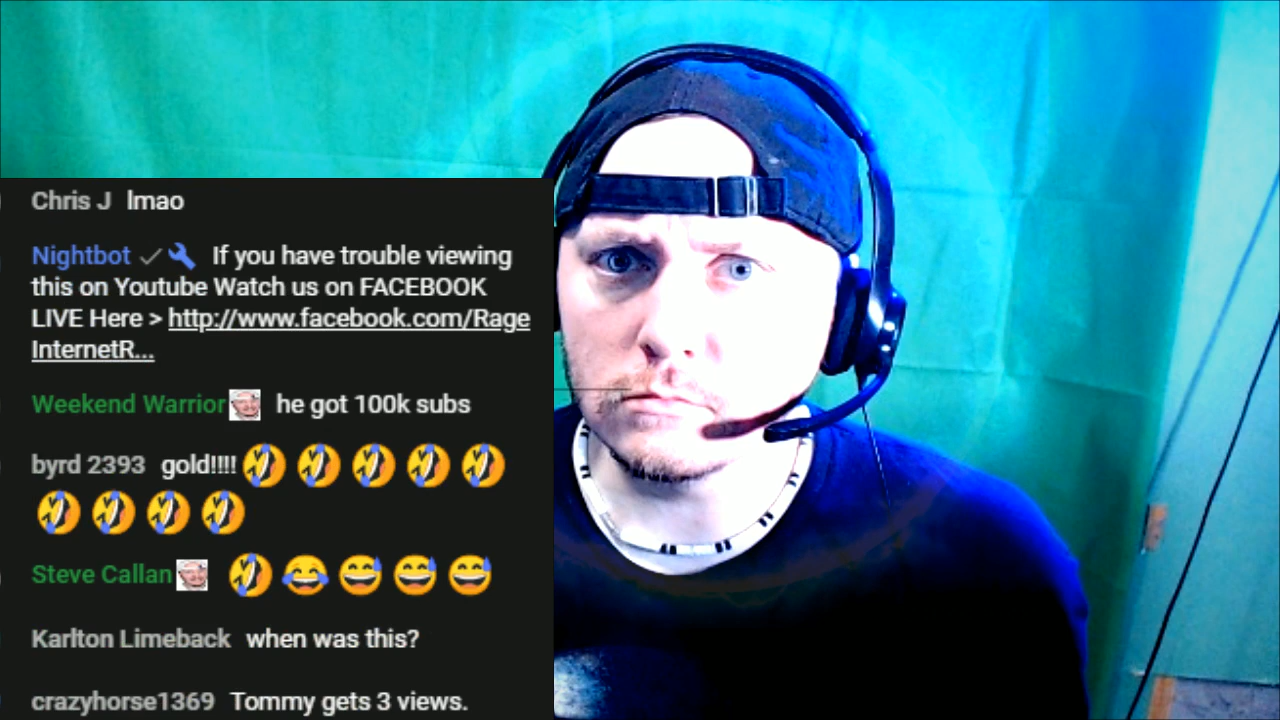 Chris J lmao
Nightbot If you have trouble viewing
this on Youtube Watch us on FACEBOOK
LIVE Here > http://www.facebook.com/Rage
InternetR...
Weekend Warrior he got 100k subs
byrd 2393 gold!!!! 🤣 🤣 🤣 🤣 🤣
🤣 🤣 🤣 🤣
Steve Callan 🤣 😂 😅 😅 😅
Karlton Limeback when was this?
crazyhorse1369 Tommy gets 3 views.